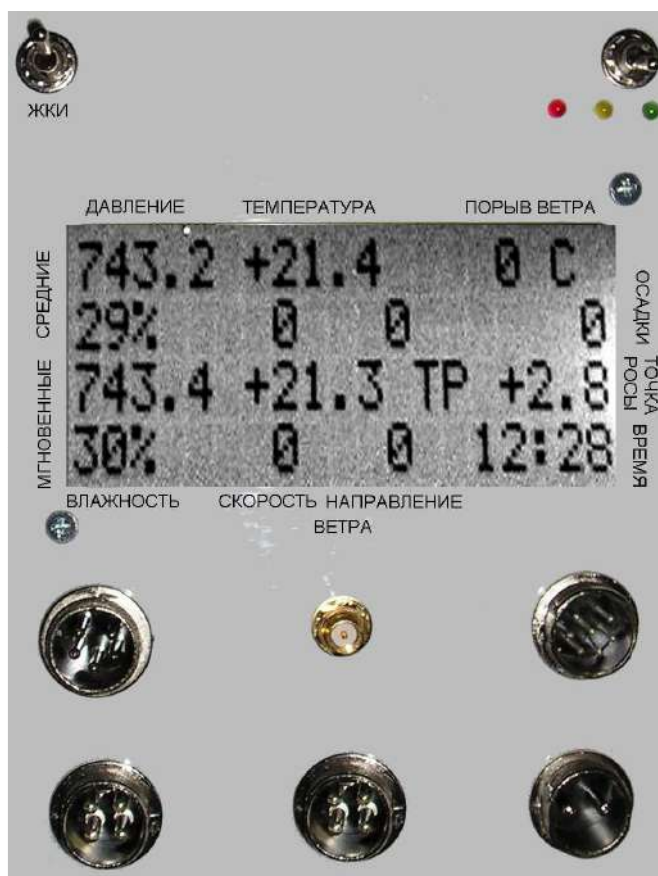 ЖКИ
ДАВЛЕНИЕ ТЕМПЕРАТУРА ПОРЫВ ВЕТРА
СРЕДНИЕ
МГНОВЕННЫЕ
743.2 +21.4 0 С
29% 0 0 0
743.4 +21.3 ТР +2.8
30% 0 0 12:28
ОСАДКИ
ТОЧКА
РОСЫ
ВРЕМЯ
ВЛАЖНОСТЬ СКОРОСТЬ НАПРАВЛЕНИЕ
ВЕТРА